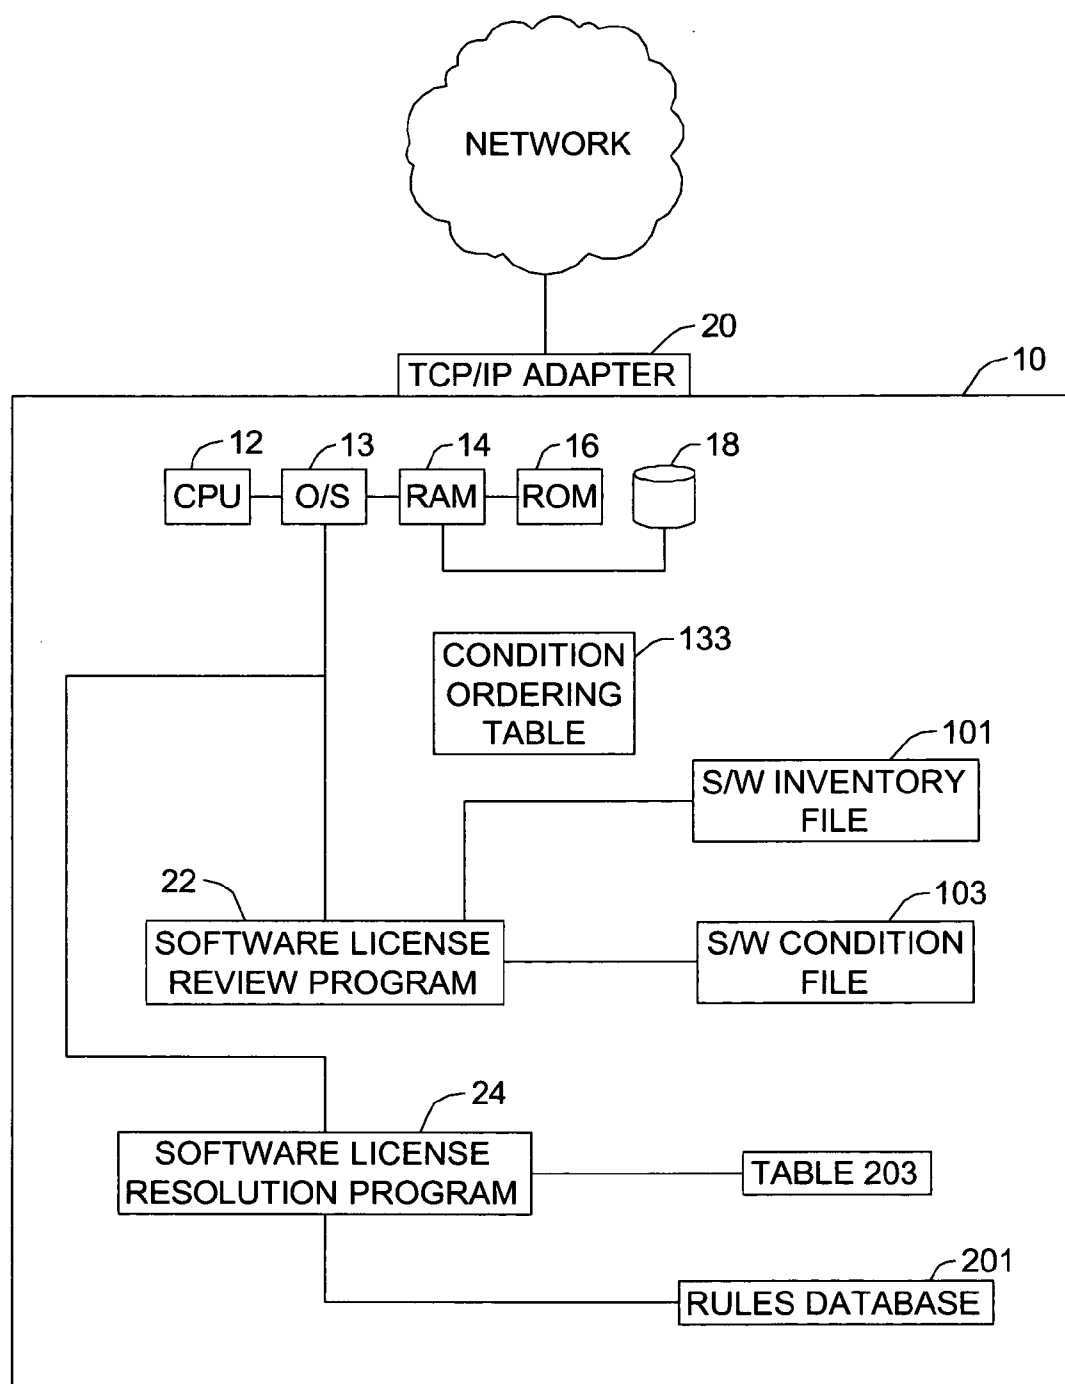 NETWORK
20
TCP/IP ADAPTER
10
12
13
14
16
18
CPU
O/S
RAM
ROM
133
CONDITION
ORDERING
TABLE
101
S/W INVENTORY
FILE
22
103
SOFTWARE LICENSE
REVIEW PROGRAM
S/W CONDITION
FILE
24
SOFTWARE LICENSE
RESOLUTION PROGRAM
TABLE 203
201
RULES DATABASE